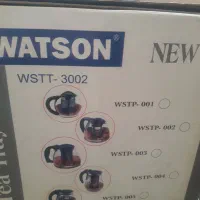 WATSON®
NEW
WSTT- 3002
WSTP- 001
WSTP- 002
WSTP- 003
WSTP- 004
Tea Tray